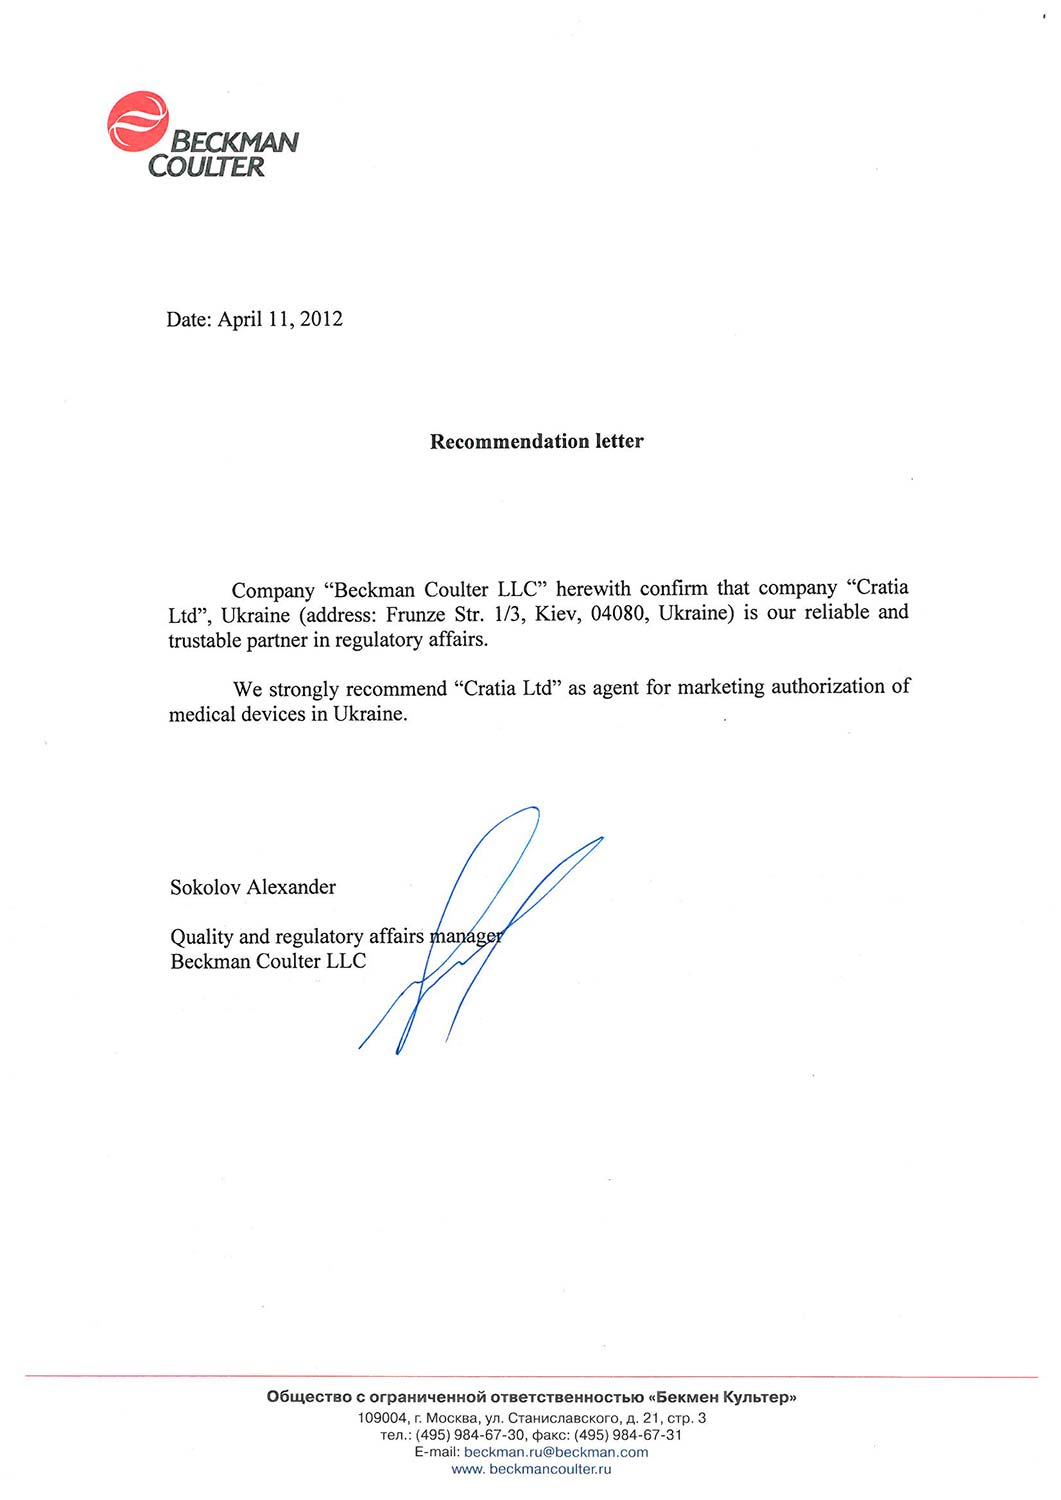 BECKMAN
COULTER
Date: April 11, 2012
Recommendation letter
Company “Beckman Coulter LLC” herewith confirm that company “Cratia
Ltd”, Ukraine (address: Frunze Str. 1/3, Kiev, 04080, Ukraine) is our reliable and
trustable partner in regulatory affairs.
We strongly recommend “Cratia Ltd” as agent for marketing authorization of
medical devices in Ukraine.
Sokolov Alexander
Quality and regulatory affairs manager
Beckman Coulter LLC
Общество с ограниченной ответственностью «Бекмен Культер»
109004, г. Москва, ул. Станиславского, д. 21, стр. 3
тел.: (495) 984-67-30, факс: (495) 984-67-31
E-mail: beckman.ru@beckman.com
www. beckmancoulter.ru